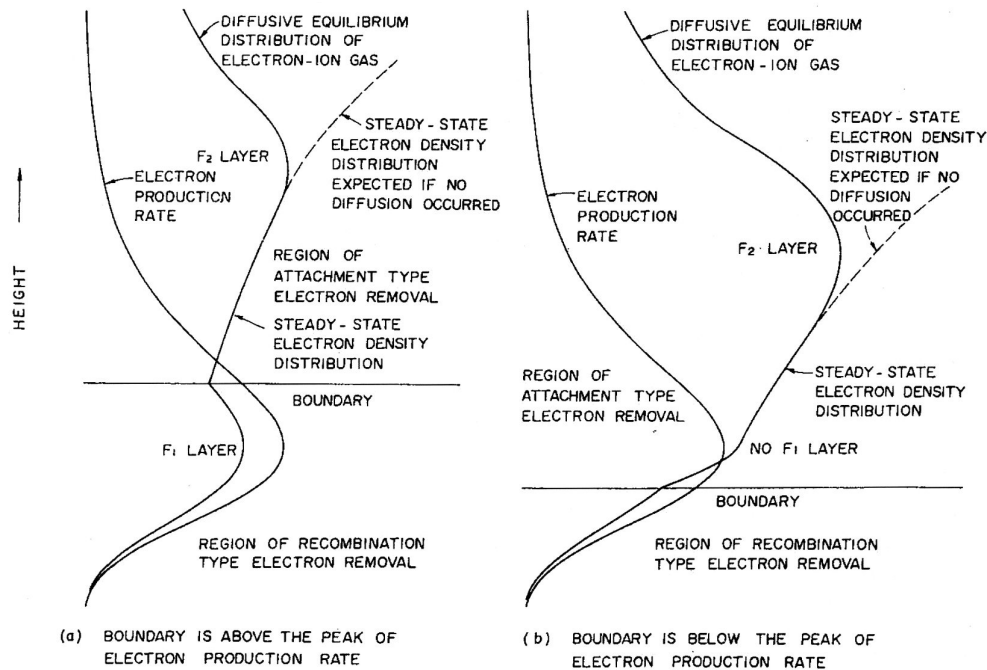 DIFFUSIVE EQUILIBRIUM
DISTRIBUTION OF
ELECTRON-ION GAS
STEADY-STATE
ELECTRON DENSITY
DISTRIBUTION
EXPECTED IF NO
DIFFUSION OCCURRED
F2 LAYER
ELECTRON
PRODUCTION
RATE
HEIGHT
REGION OF
ATTACHMENT TYPE
ELECTRON REMOVAL
STEADY-STATE
ELECTRON DENSITY
DISTRIBUTION
BOUNDARY
F1 LAYER
REGION OF RECOMBINATION
TYPE ELECTRON REMOVAL
(a) BOUNDARY IS ABOVE THE PEAK OF
ELECTRON PRODUCTION RATE
DIFFUSIVE EQUILIBRIUM
DISTRIBUTION OF
ELECTRON-ION GAS
STEADY-STATE
ELECTRON DENSITY
DISTRIBUTION
EXPECTED IF NO
DIFFUSION
OCCURRED
ELECTRON
PRODUCTION
RATE
F2 LAYER
REGION OF
ATTACHMENT TYPE
ELECTRON REMOVAL
STEADY-STATE
ELECTRON DENSITY
DISTRIBUTION
NO F1 LAYER
BOUNDARY
REGION OF RECOMBINATION
TYPE ELECTRON REMOVAL
(b) BOUNDARY IS BELOW THE PEAK OF
ELECTRON PRODUCTION RATE